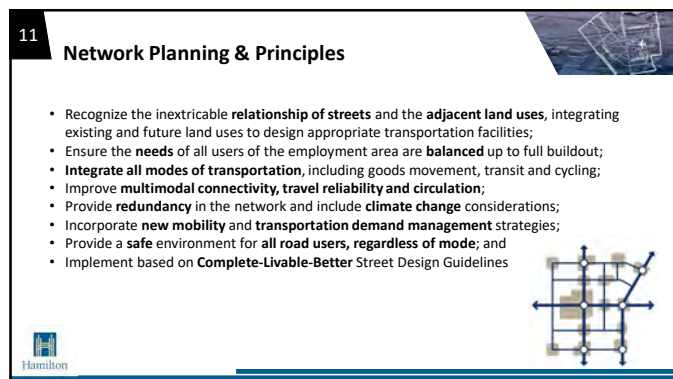 11
Network Planning & Principles
• Recognize the inextricable relationship of streets and the adjacent land uses, integrating
existing and future land uses to design appropriate transportation facilities;
• Ensure the needs of all users of the employment area are balanced up to full buildout;
• Integrate all modes of transportation, including goods movement, transit and cycling;
• Improve multimodal connectivity, travel reliability and circulation;
• Provide redundancy in the network and include climate change considerations;
• Incorporate new mobility and transportation demand management strategies;
• Provide a safe environment for all road users, regardless of mode; and
• Implement based on Complete-Livable-Better Street Design Guidelines
Hamilton